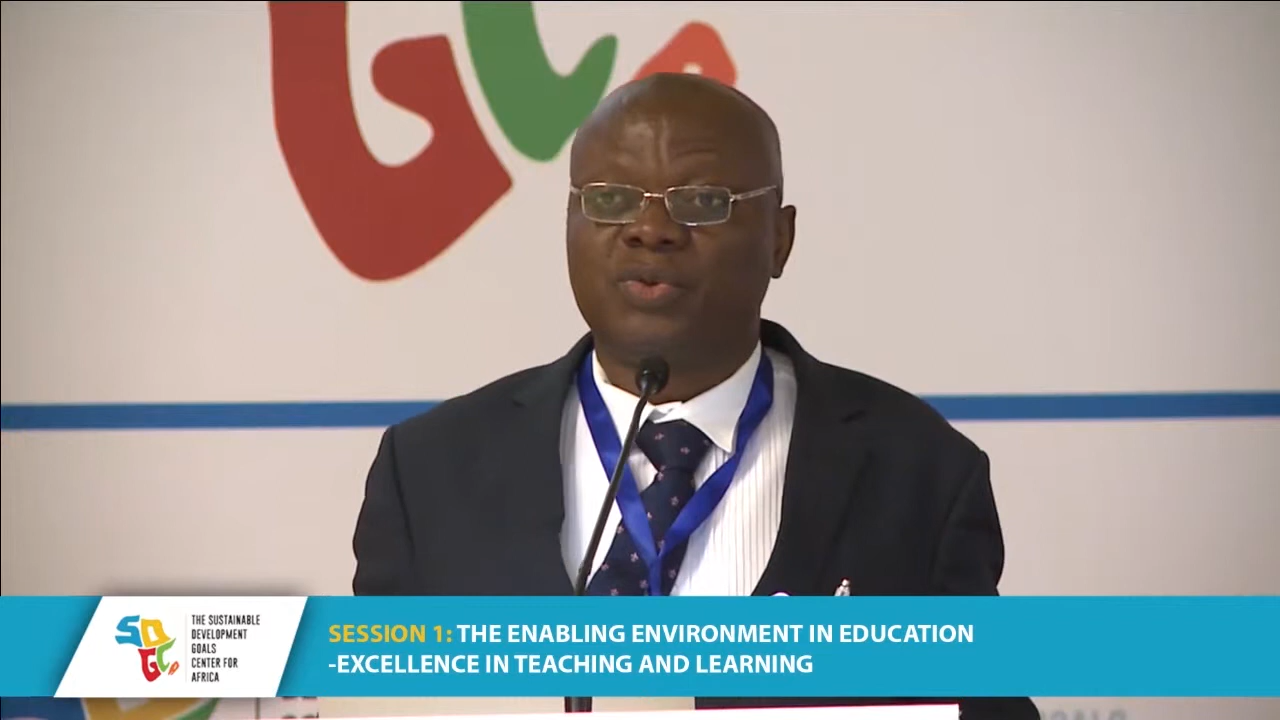 SESSION 1: THE ENABLING ENVIRONMENT IN EDUCATION
-EXCELLENCE IN TEACHING AND LEARNING
SDGCA
THE SUSTAINABLE
DEVELOPMENT
GOALS
CENTER FOR
AFRICA